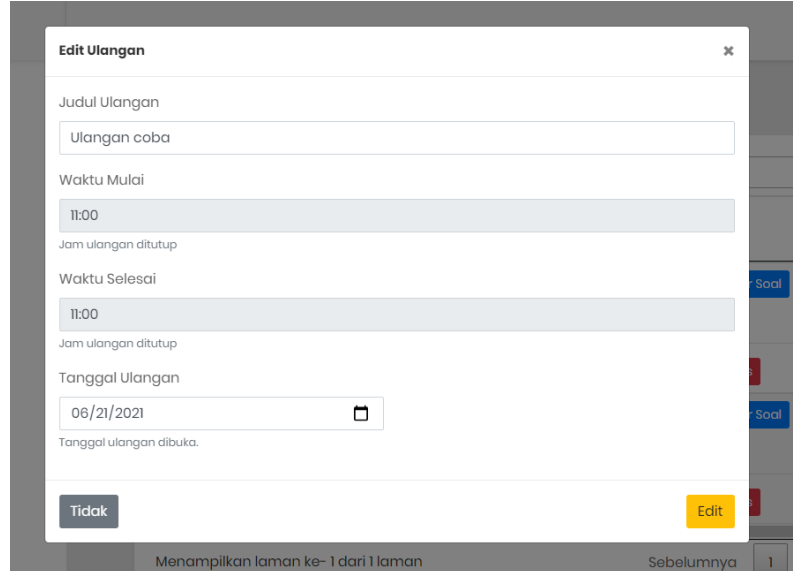 Edit Ulangan
×
Judul Ulangan
Ulangan coba
Waktu Mulai
11:00
Jam ulangan ditutup
Waktu Selesai
11:00
Jam ulangan ditutup
Tanggal Ulangan
06/21/2021
Tanggal ulangan dibuka.
Tidak
Edit
Soal
Soal
Menampilkan laman ke- 1 dari 1 laman
Sebelumnya
1